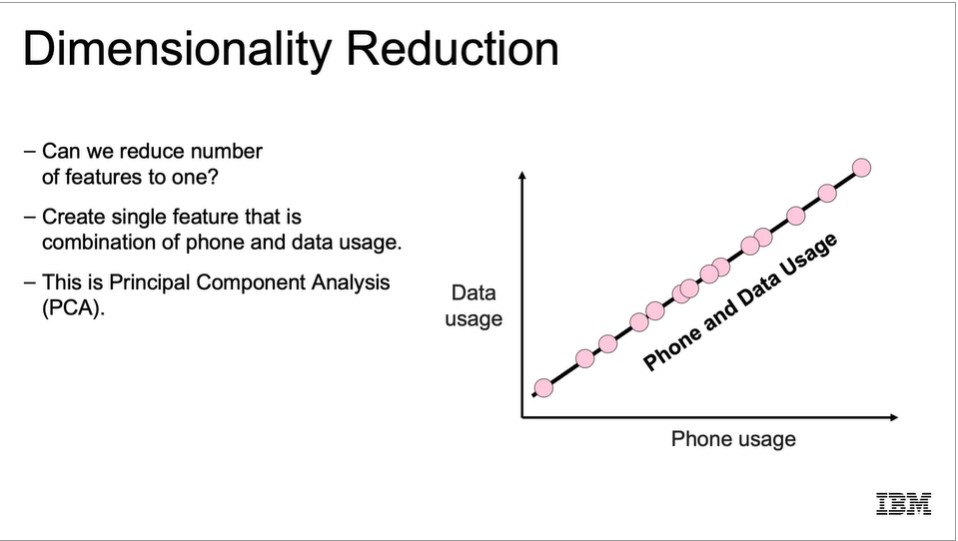 Dimensionality Reduction
– Can we reduce number
of features to one?
– Create single feature that is
combination of phone and data usage.
– This is Principal Component Analysis
(PCA).
Data
usage
Phone and Data Usage
Phone usage
IBM